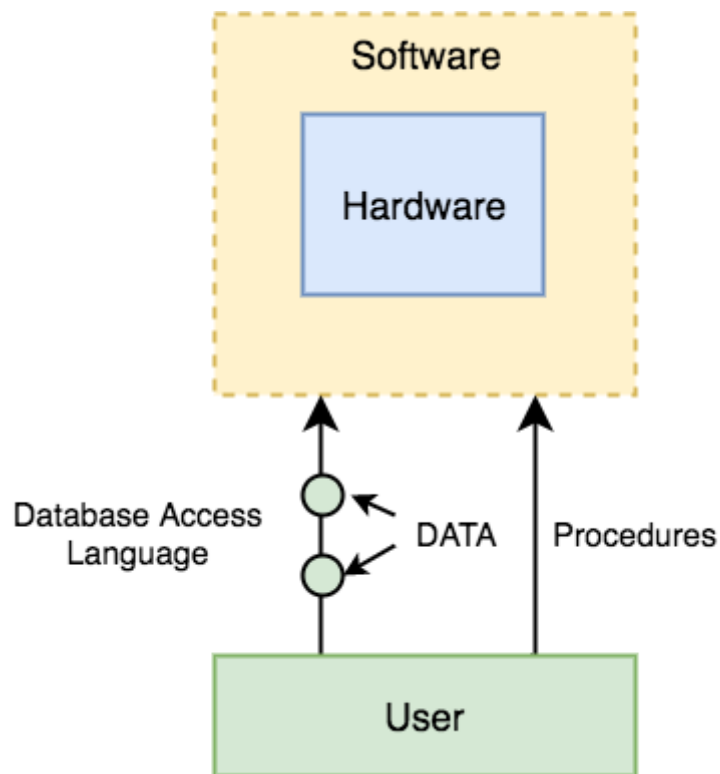 Software
Hardware
Database Access
Language
DATA
Procedures
User